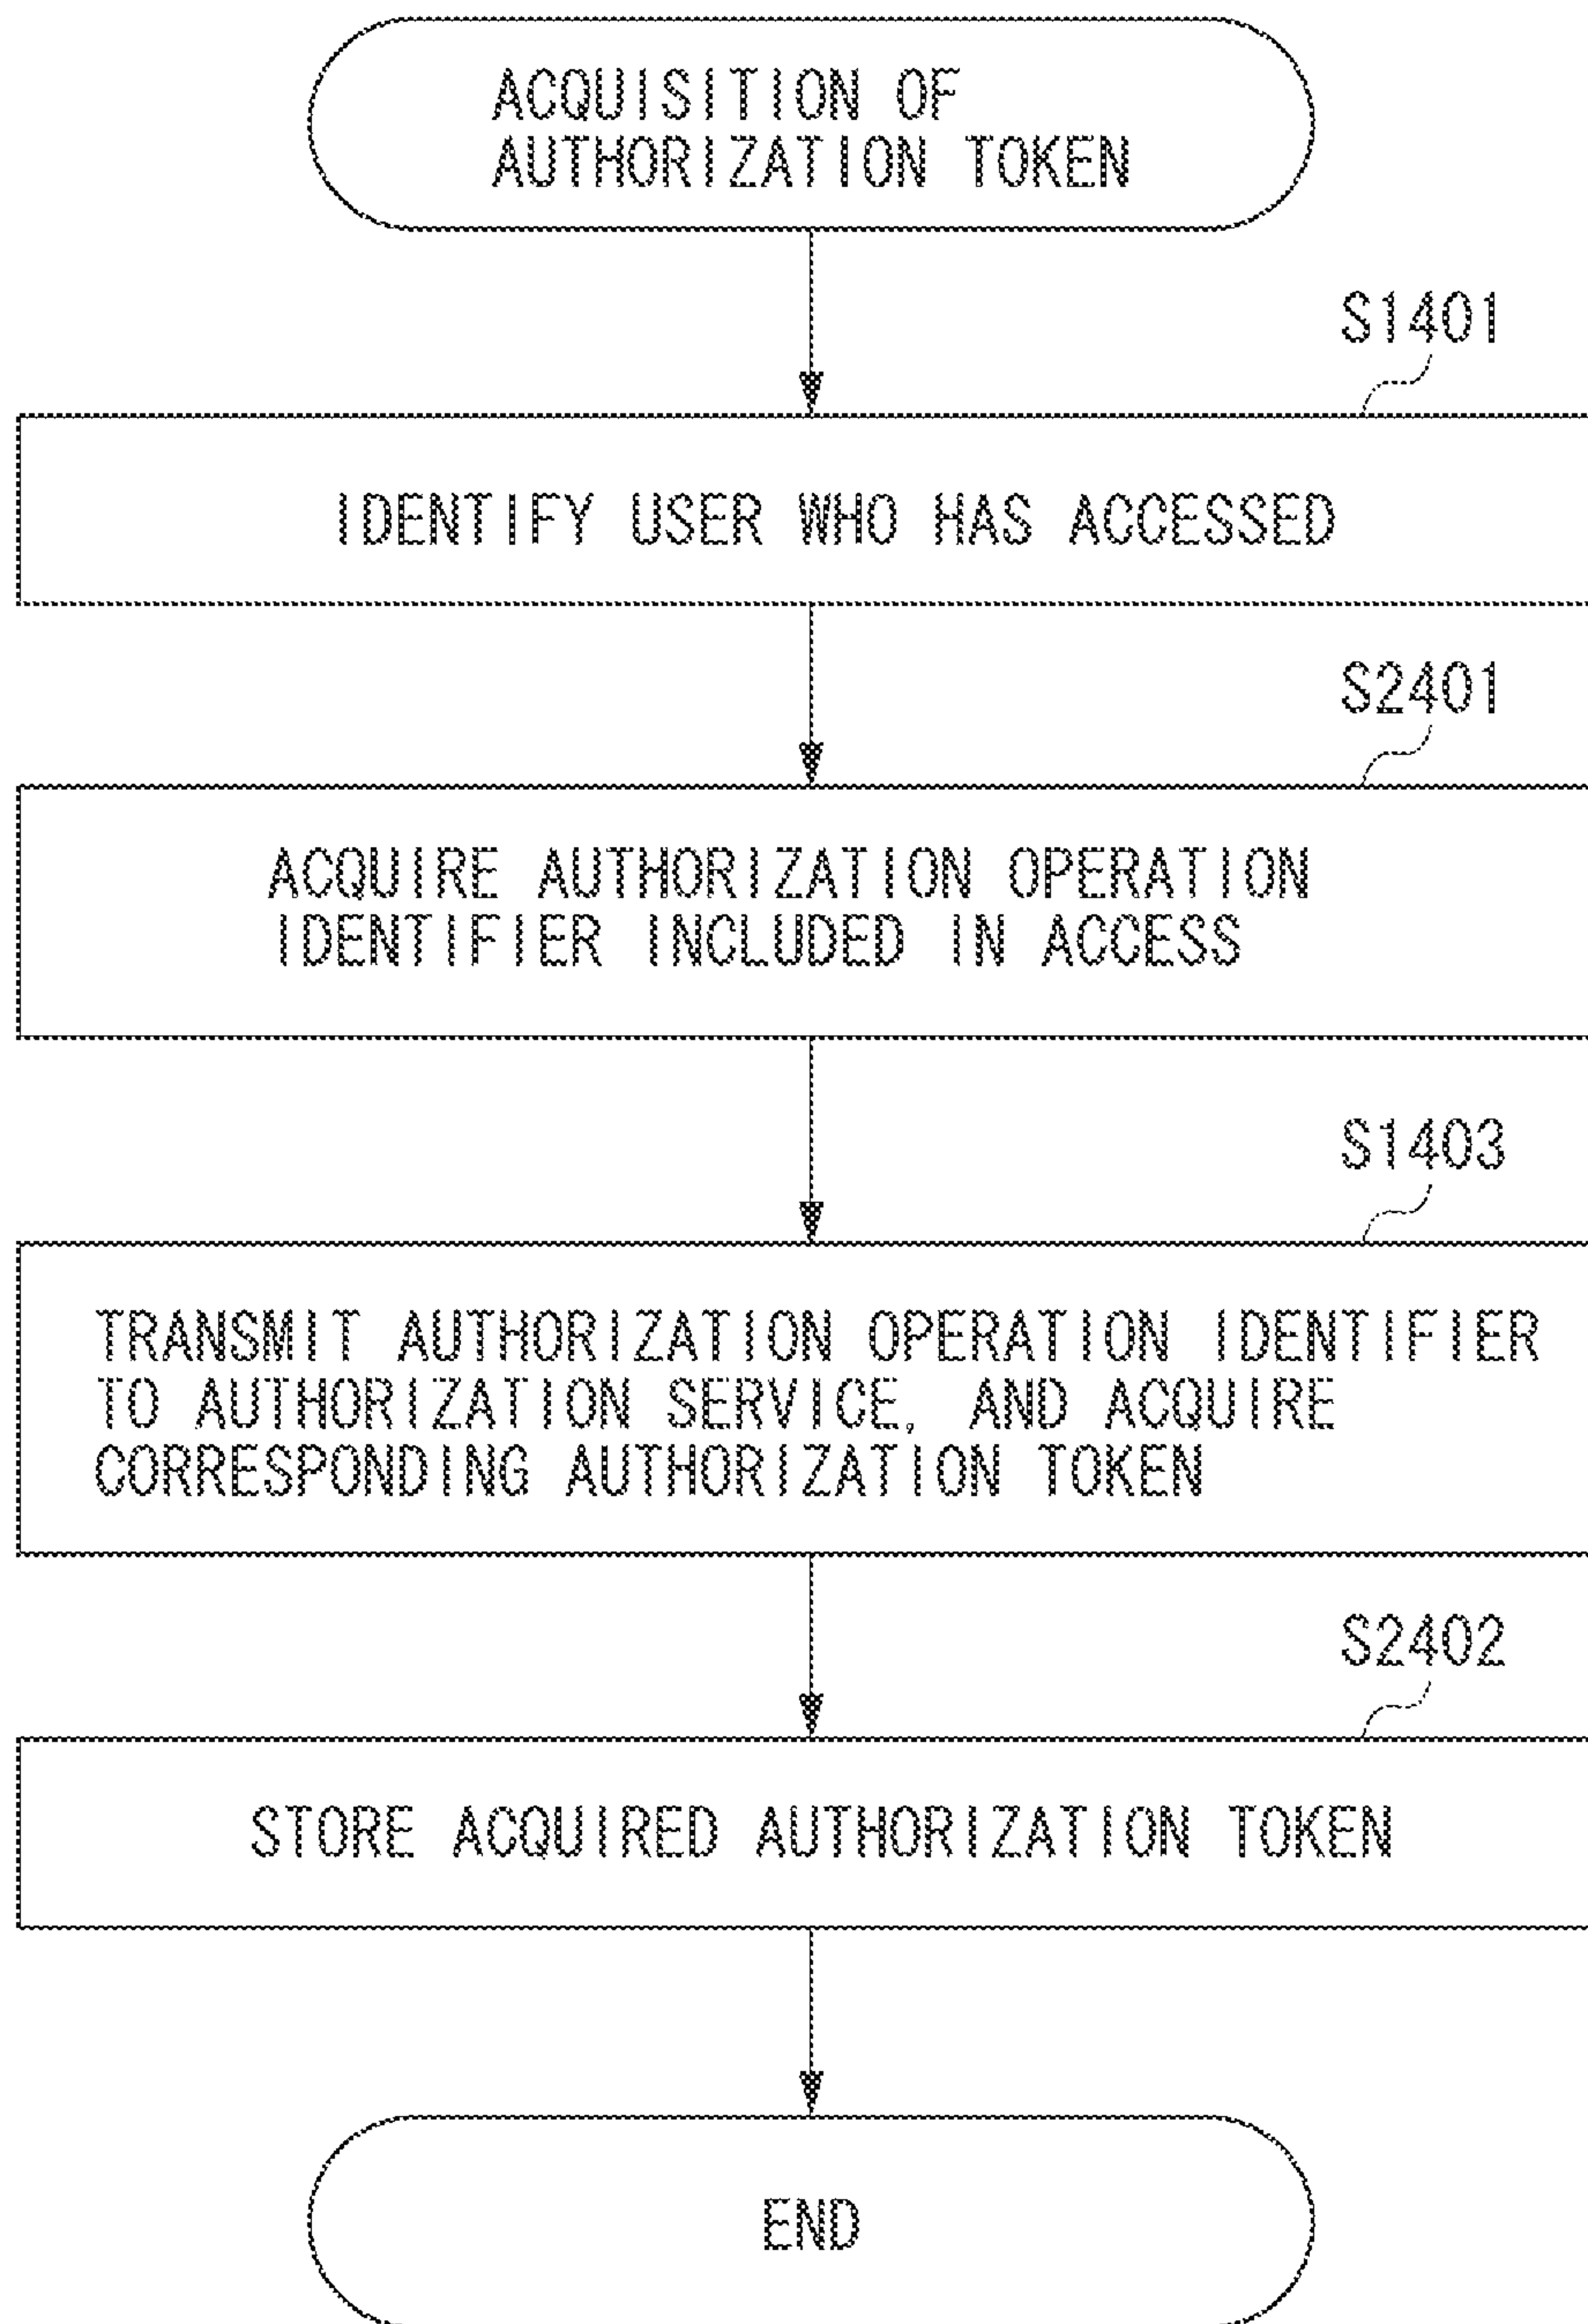 ACQUISITION OF
AUTHORIZATION TOKEN
S1401
IDENTIFY USER WHO HAS ACCESSED
S2401
ACQUIRE AUTHORIZATION OPERATION
IDENTIFIER INCLUDED IN ACCESS
S1403
TRANSMIT AUTHORIZATION OPERATION IDENTIFIER
TO AUTHORIZATION SERVICE, AND ACQUIRE
CORRESPONDING AUTHORIZATION TOKEN
S2402
STORE ACQUIRED AUTHORIZATION TOKEN
END